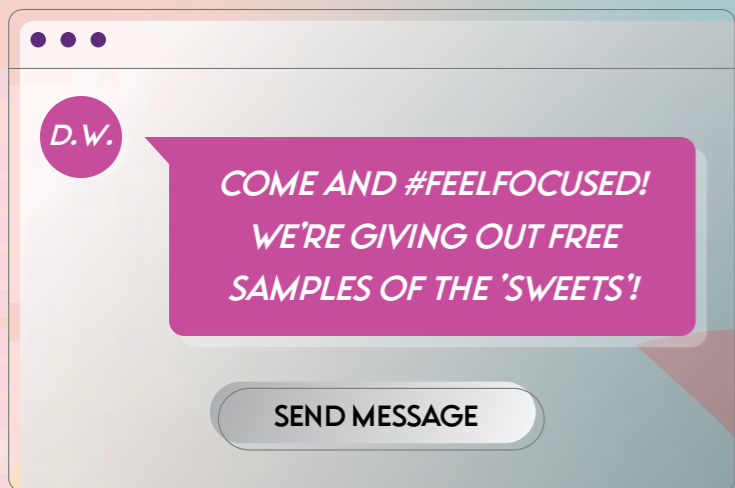 D.W.
COME AND #FEELFOCUSED!
WE'RE GIVING OUT FREE
SAMPLES OF THE 'SWEETS'!
SEND MESSAGE